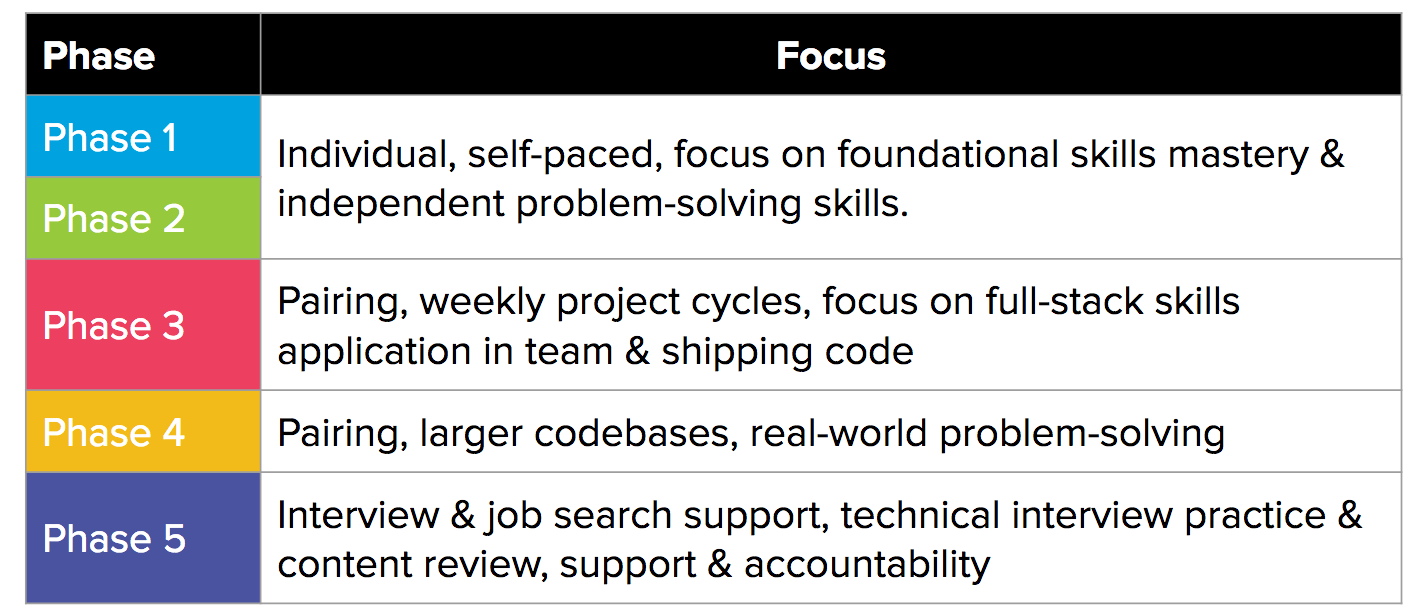 Phase
Focus
Phase 1
Phase 2
Individual, self-paced, focus on foundational skills mastery &
independent problem-solving skills.
Phase 3
Pairing, weekly project cycles, focus on full-stack skills
application in team & shipping code
Phase 4
Pairing, larger codebases, real-world problem-solving
Phase 5
Interview & job search support, technical interview practice &
content review, support & accountability